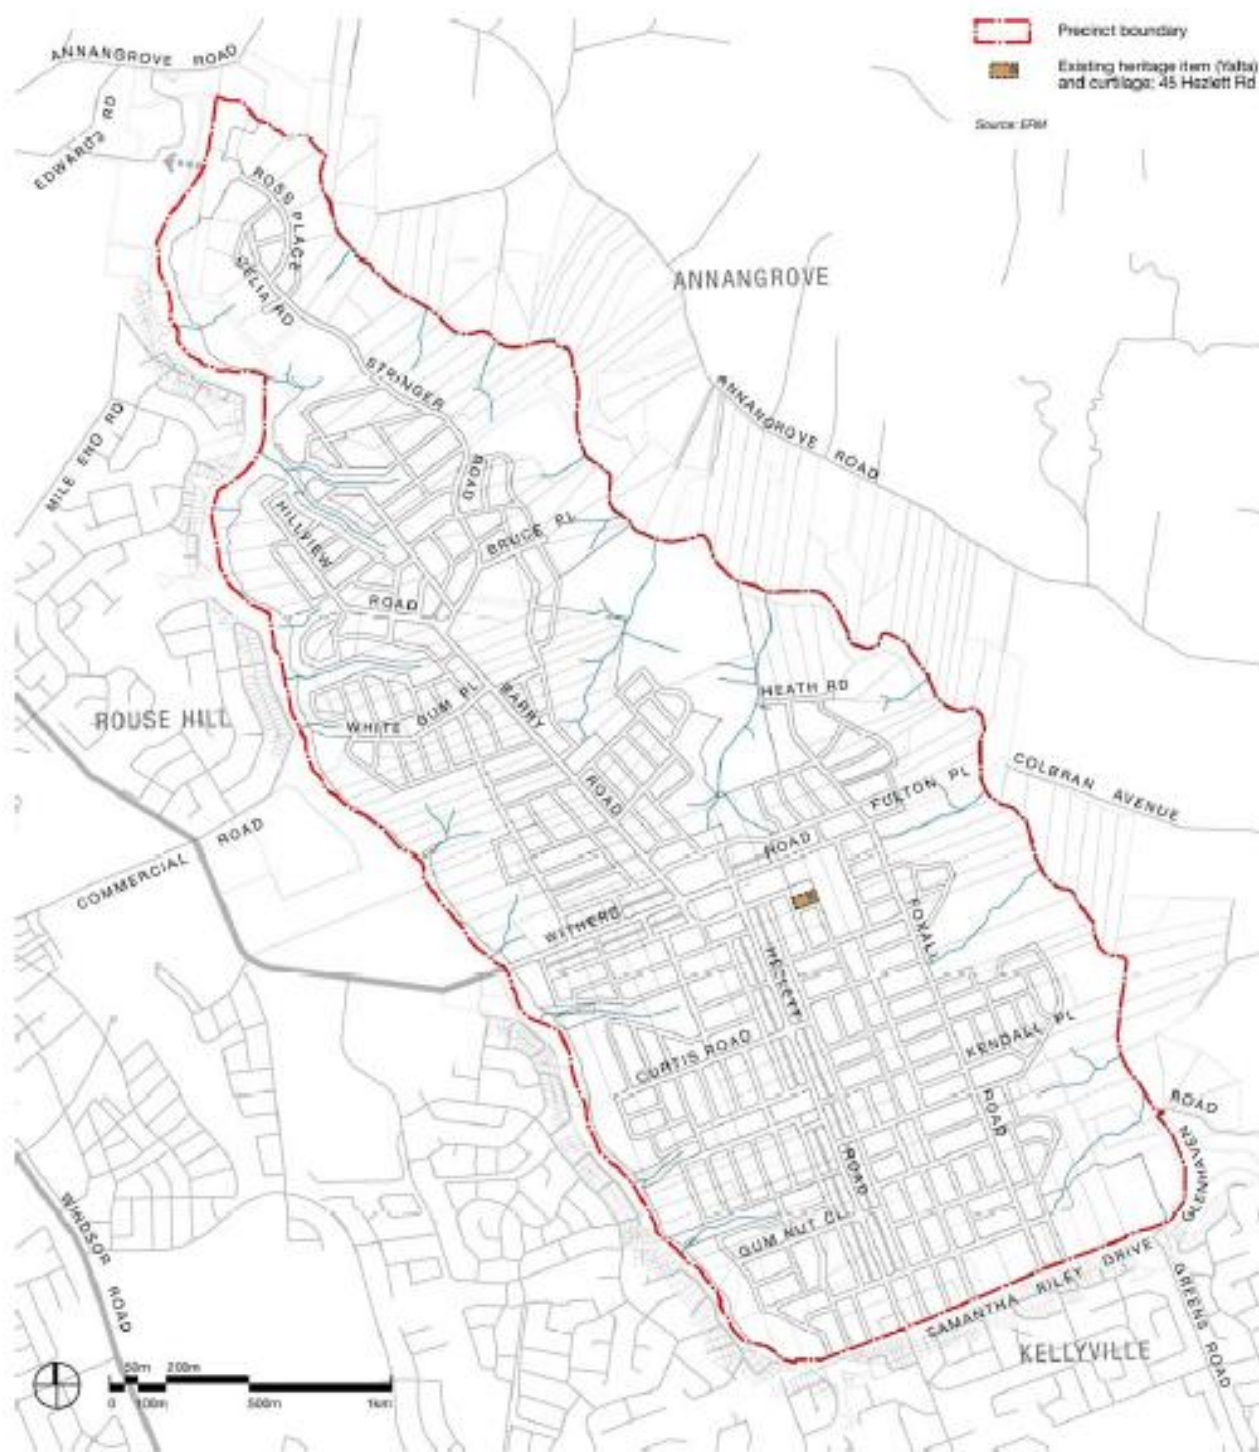 ANNANGROVE ROAD
Precinct boundary
Existing heritage item (Yalta)
and curtilage: 45 Hezlett Rd
Source: ERM
EDWARDS RD
ROSS PLACE
CELIA RD
ANNANGROVE
STRINGER
ROAD
ANNANGROVE ROAD
MILE END RD
HILLVIEW
ROAD
BRUCE PL
ROUSE HILL
WHITE GUM PL
BARRY
ROAD
HEATH RD
COLBRAN AVENUE
FULTON PL
ROAD
COMMERCIAL ROAD
WITHERS
FOXALL
ROAD
HEZLETT
ROAD
CURTIS ROAD
KENDALL PL
ROAD
GLENHAVEN
GUM NUT CL
SAMANTHA RILEY DRIVE
GREENS ROAD
WINDSOR ROAD
KELLYVILLE
50m 200m
0 100m 500m 1km